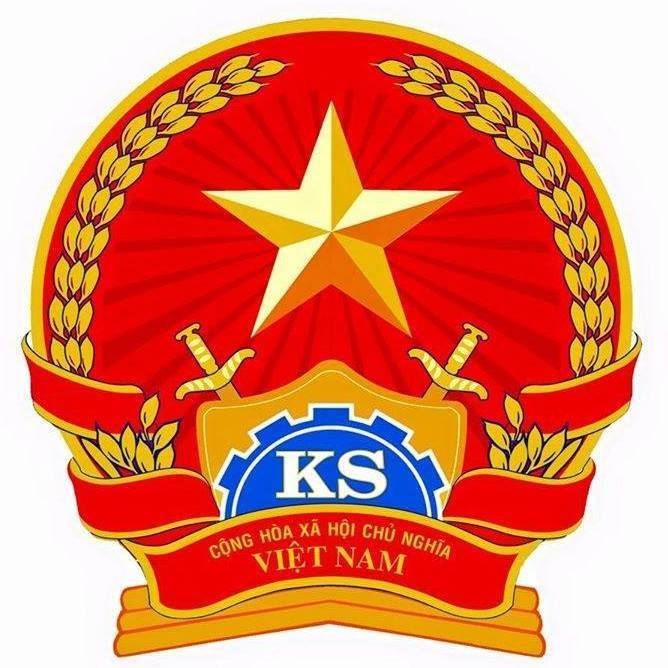 KS
CỘNG HÒA XÃ HỘI CHỦ NGHĨA
VIỆT NAM